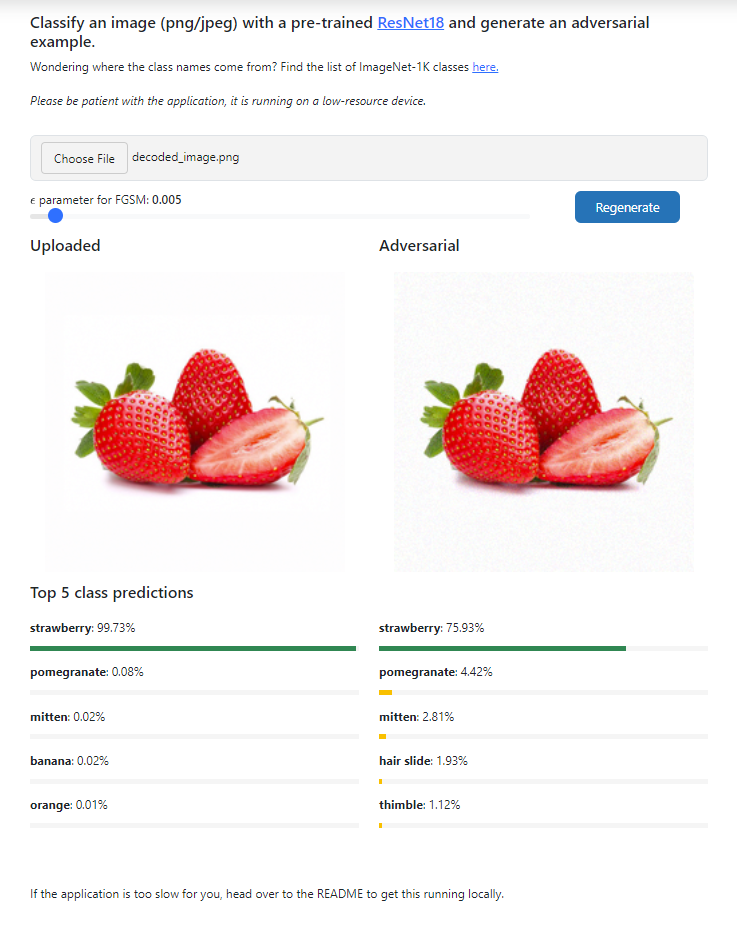 Classify an image (png/jpeg) with a pre-trained ResNet18 and generate an adversarial
example.
Wondering where the class names come from? Find the list of ImageNet-1K classes here.
Please be patient with the application, it is running on a low-resource device.
Choose File decoded_image.png
ϵ parameter for FGSM: 0.005
Regenerate
Uploaded
Adversarial
Top 5 class predictions
strawberry: 99.73%
pomegranate: 0.08%
mitten: 0.02%
banana: 0.02%
orange: 0.01%
strawberry: 75.93%
pomegranate: 4.42%
mitten: 2.81%
hair slide: 1.93%
thimble: 1.12%
If the application is too slow for you, head over to the README to get this running locally.